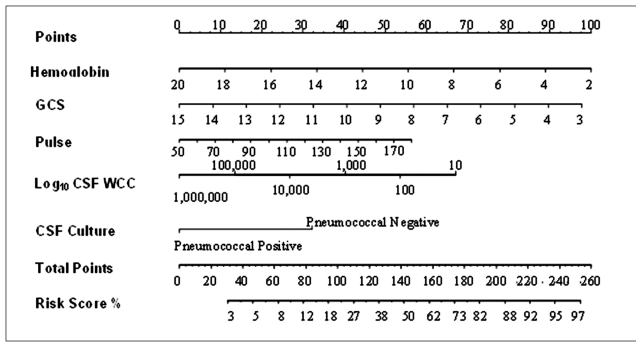 0 10 20 30 40 50 60 70 80 90 100
Points
Hemoglobin
20 18 16 14 12 10 8 6 4 2
GCS
15 14 13 12 11 10 9 8 7 6 5 4 3
Pulse
50 70 90 110 130 150 170
100,000 1,000 10
Log10 CSF WCC
1,000,000 10,000 100
Pneumococcal Negative
CSF Culture
Pneumococcal Positive
Total Points
0 20 40 60 80 100 120 140 160 180 200 220 240 260
Risk Score %
3 5 8 12 18 27 38 50 62 73 82 88 92 95 97